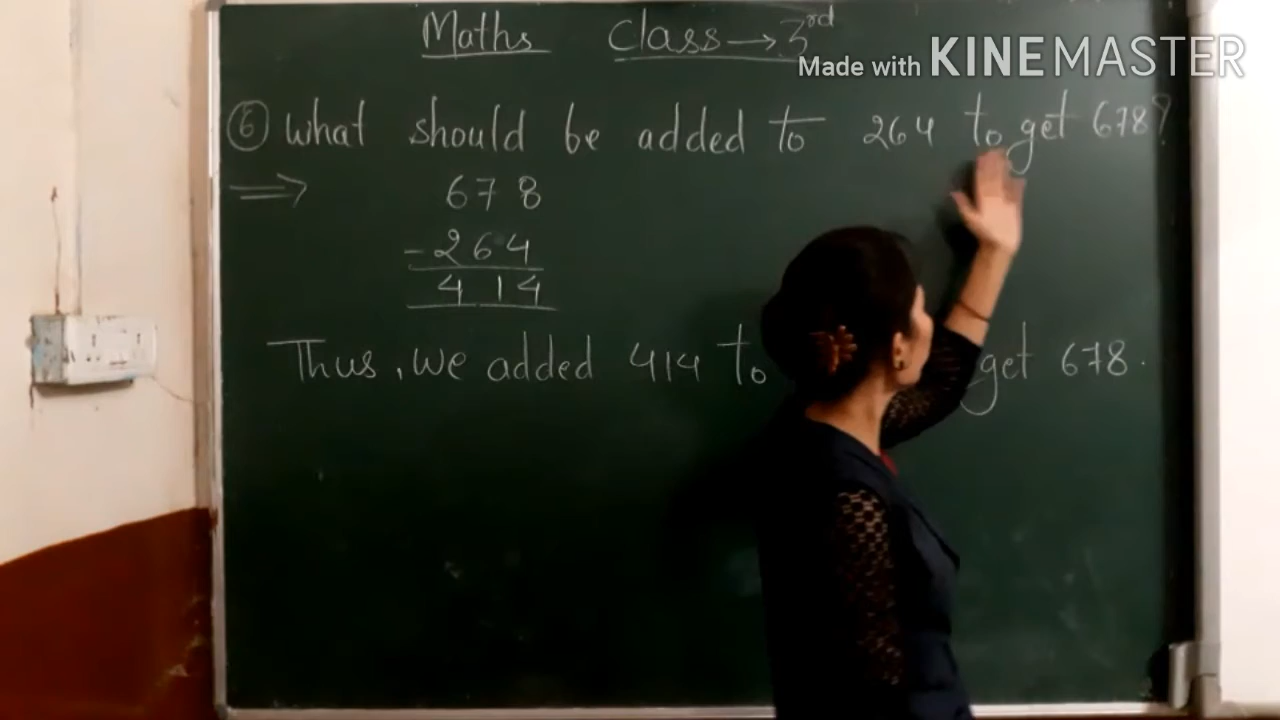 Maths Class → 3rd
Made with KINEMASTER
⑥ What should be added to 264 to get 678?
⇒ 678
- 264
414
Thus, we added 414 to get 678.